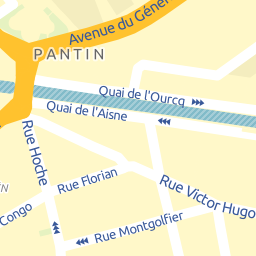 Avenue du Géné
PANTIN
Quai de l'Ourcq
Quai de l'Aisne
Rue Hoche
Rue Florian
Rue Victor Hugo
Congo
Rue Montgolfier